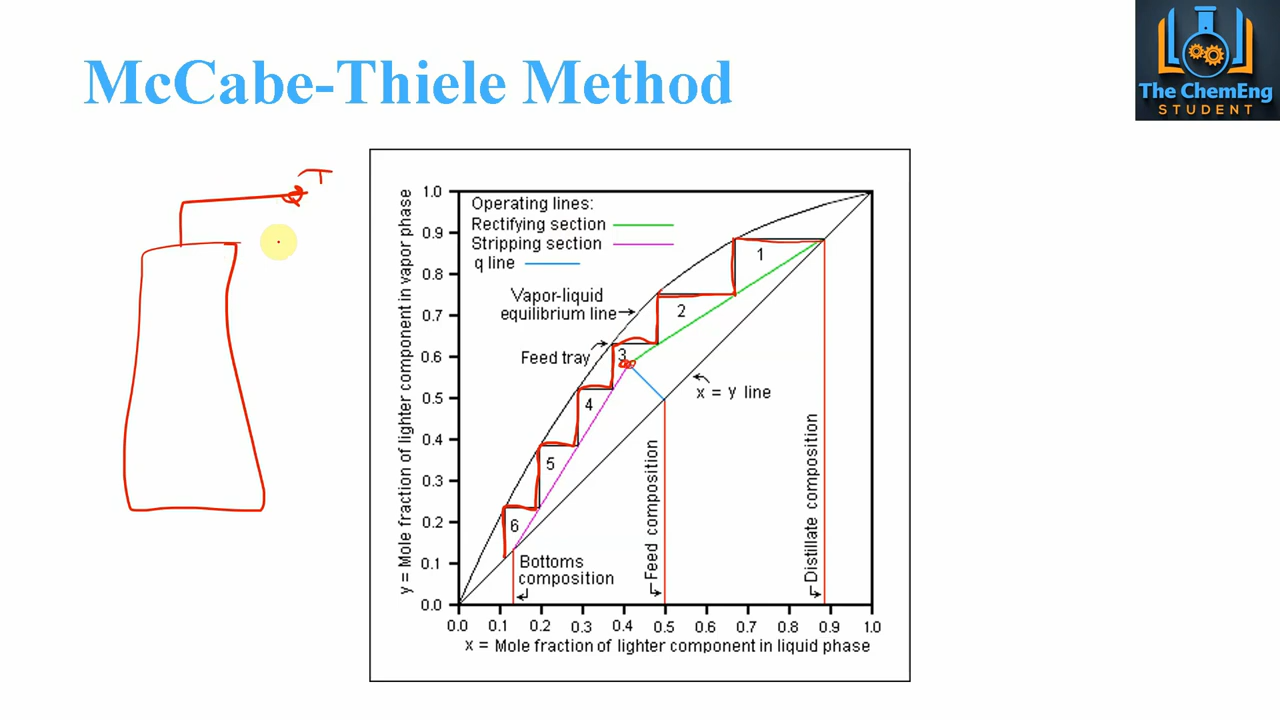 McCabe-Thiele Method
The ChemEng
STUDENT
T
y = Mole fraction of lighter component in vapor phase
1.0
0.9
0.8
0.7
0.6
0.5
0.4
0.3
0.2
0.1
0.0
Operating lines:
Rectifying section
Stripping section
q line
Vapor-liquid
equilibrium line
Feed tray
1
2
3
4
5
6
x = y line
Bottoms
composition
Feed composition
Distillate composition
0.0 0.1 0.2 0.3 0.4 0.5 0.6 0.7 0.8 0.9 1.0
x = Mole fraction of lighter component in liquid phase